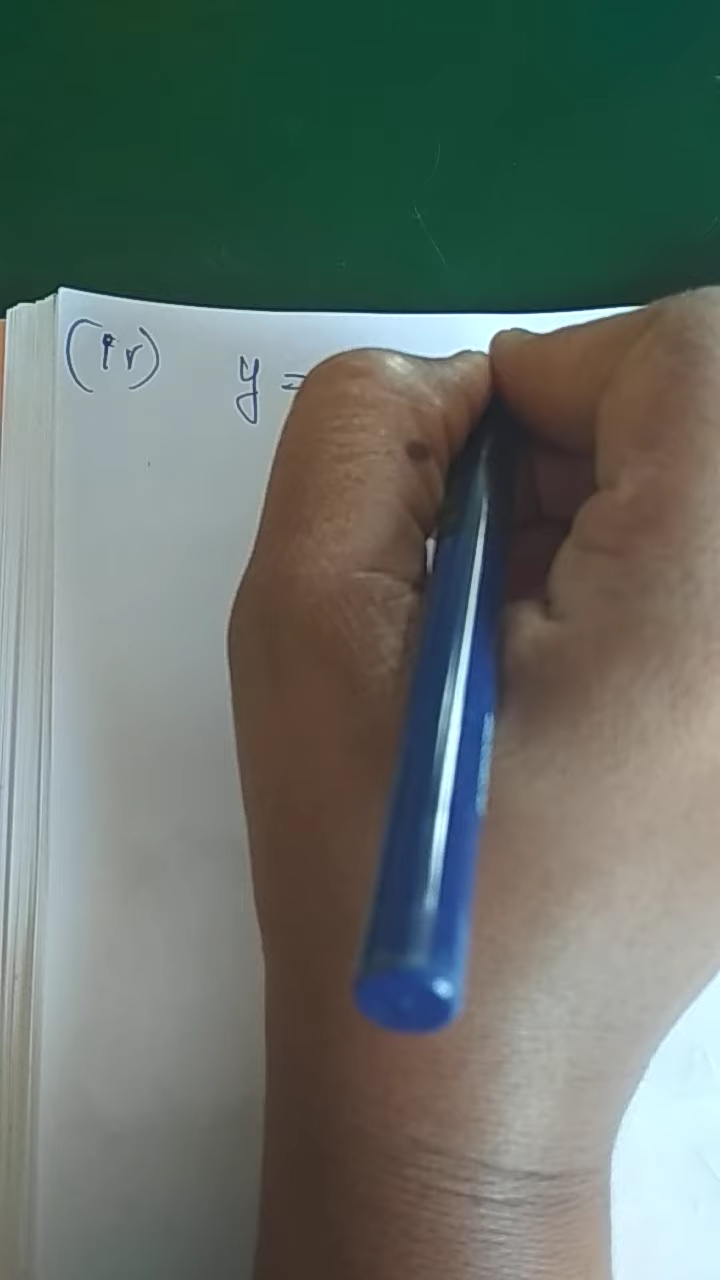 (iv) y =